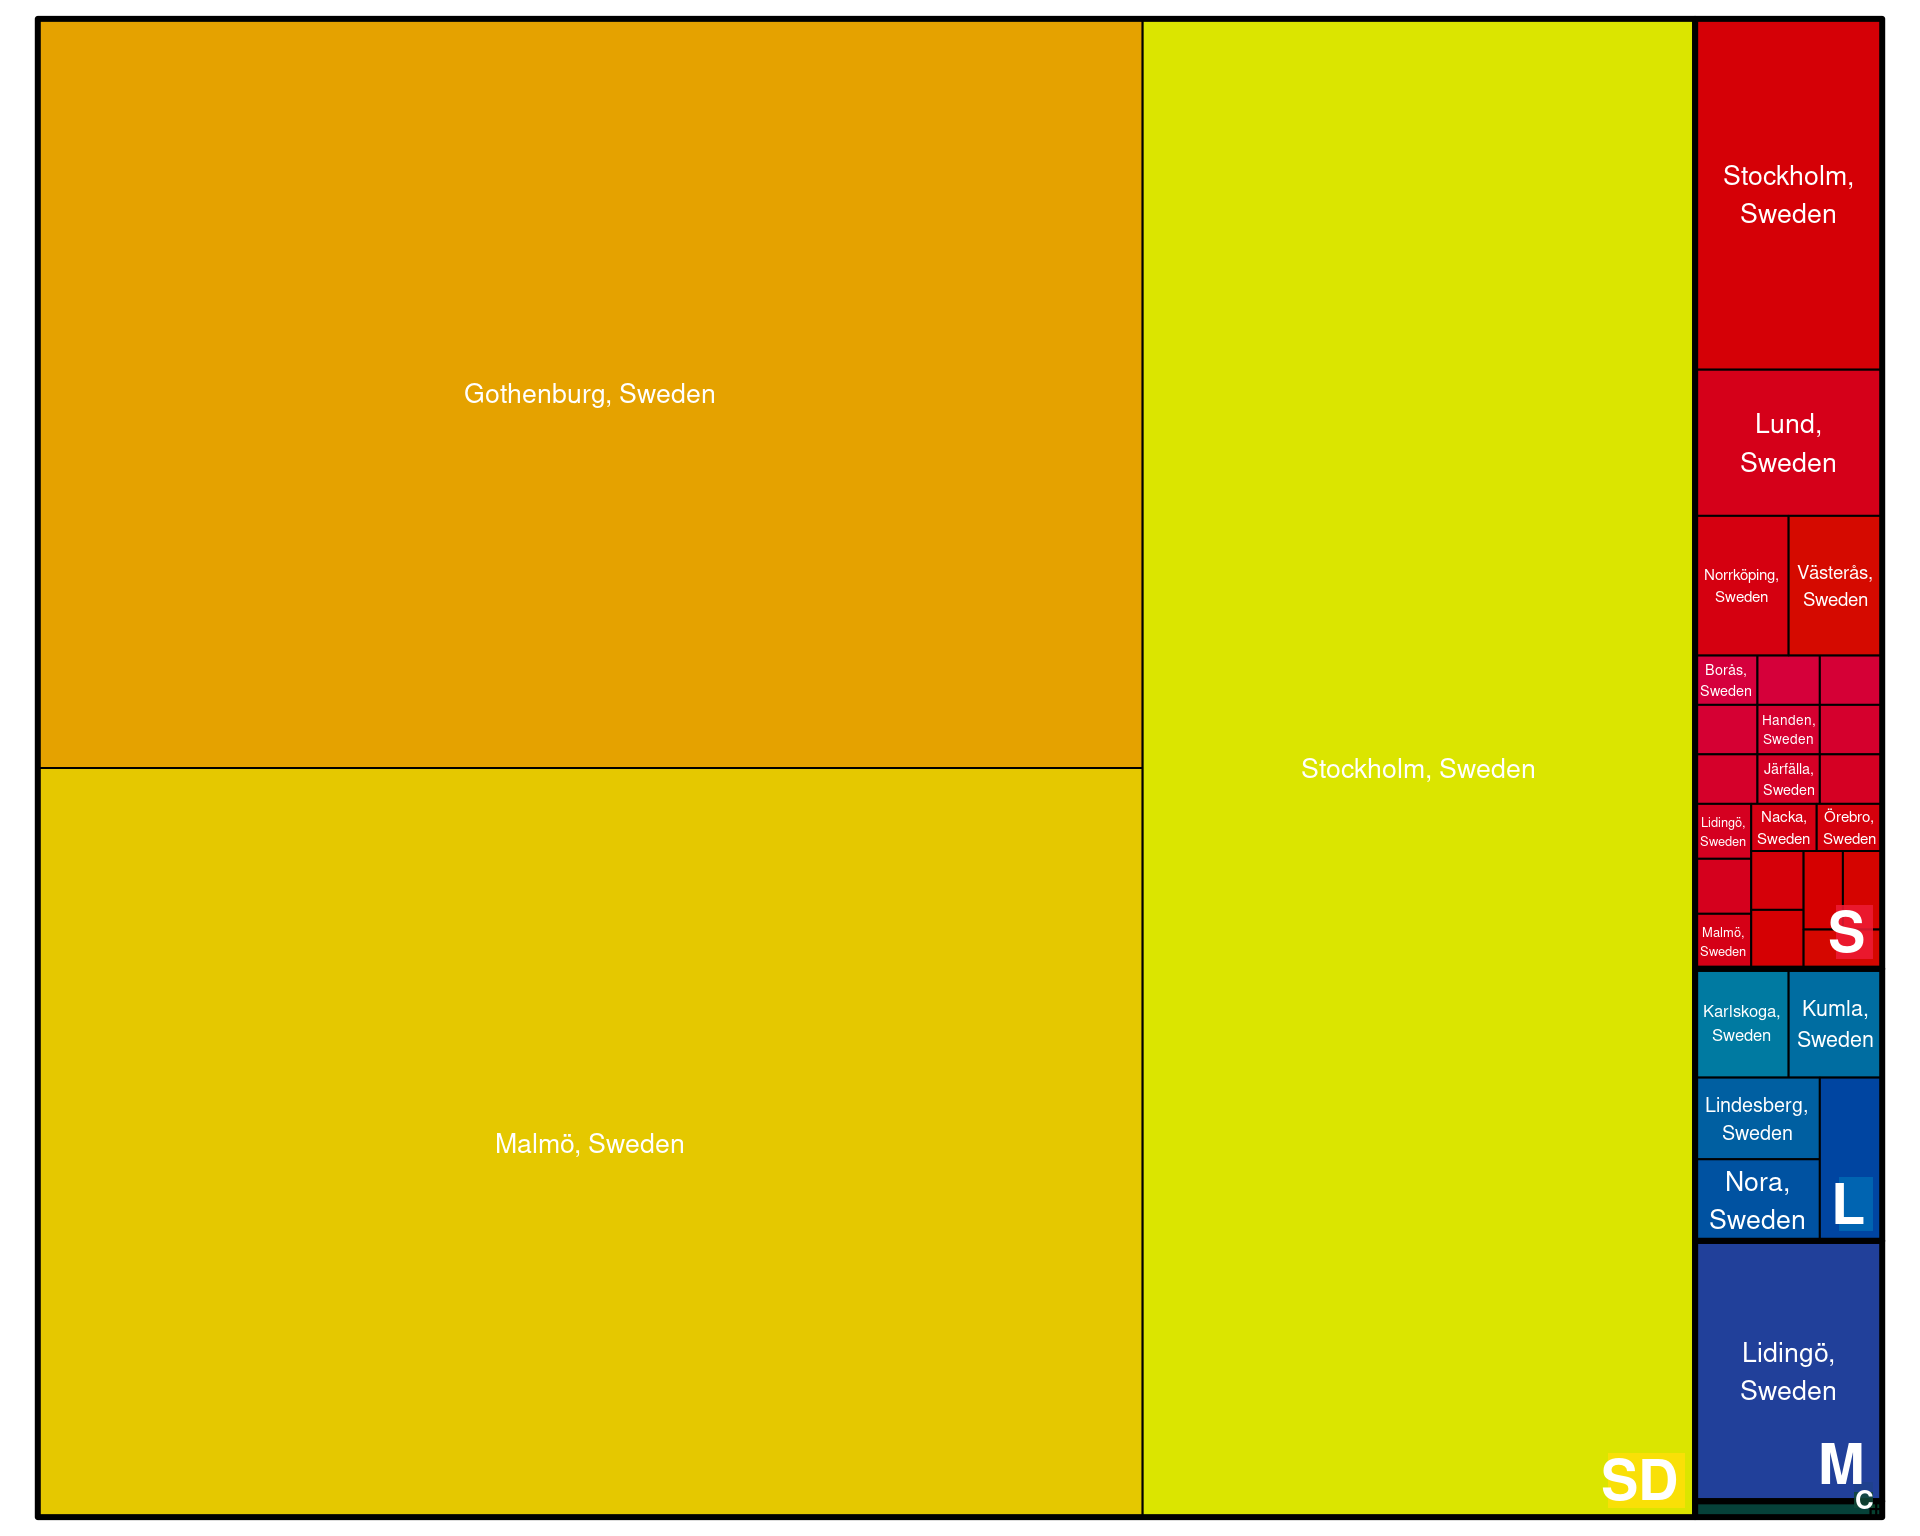 Gothenburg, Sweden
Malmö, Sweden
Stockholm, Sweden
SD
Stockholm,
Sweden
Lund,
Sweden
Norrköping,
Sweden
Västerås,
Sweden
Borås,
Sweden
Handen,
Sweden
Järfälla,
Sweden
Lidingö,
Sweden
Nacka,
Sweden
Örebro,
Sweden
Malmö,
Sweden
S
Karlskoga,
Sweden
Kumla,
Sweden
Lindesberg,
Sweden
Nora,
Sweden
L
Lidingö,
Sweden
M
C